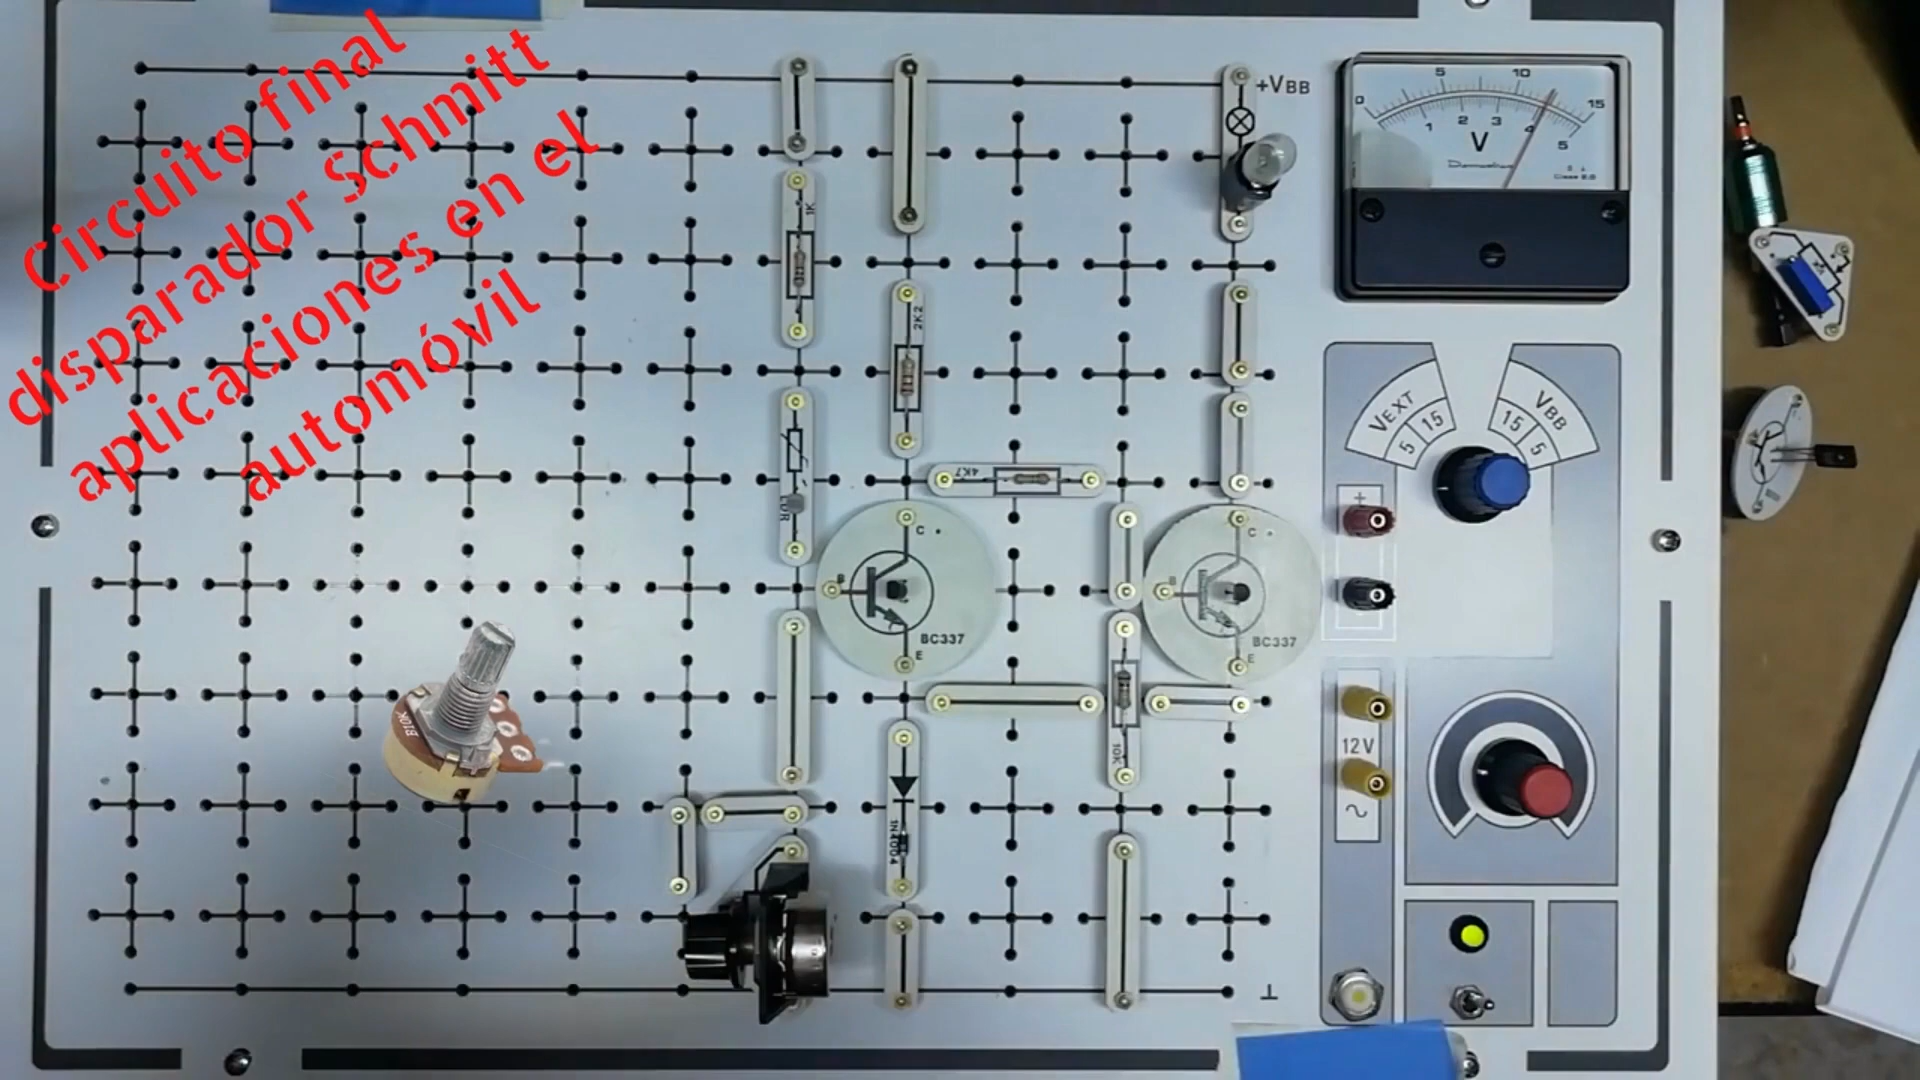 Circuito final
disparador Schmitt
aplicaciones en el
automóvil
+VBB
0 5 10 15
1 2 3 4 5
V
1K
2K2
4K7
LDR
C
B
E
BC337
C
B
E
BC337
10K
1N4004
B10K
VEXT
5 15
VBB
15 5
+
12V